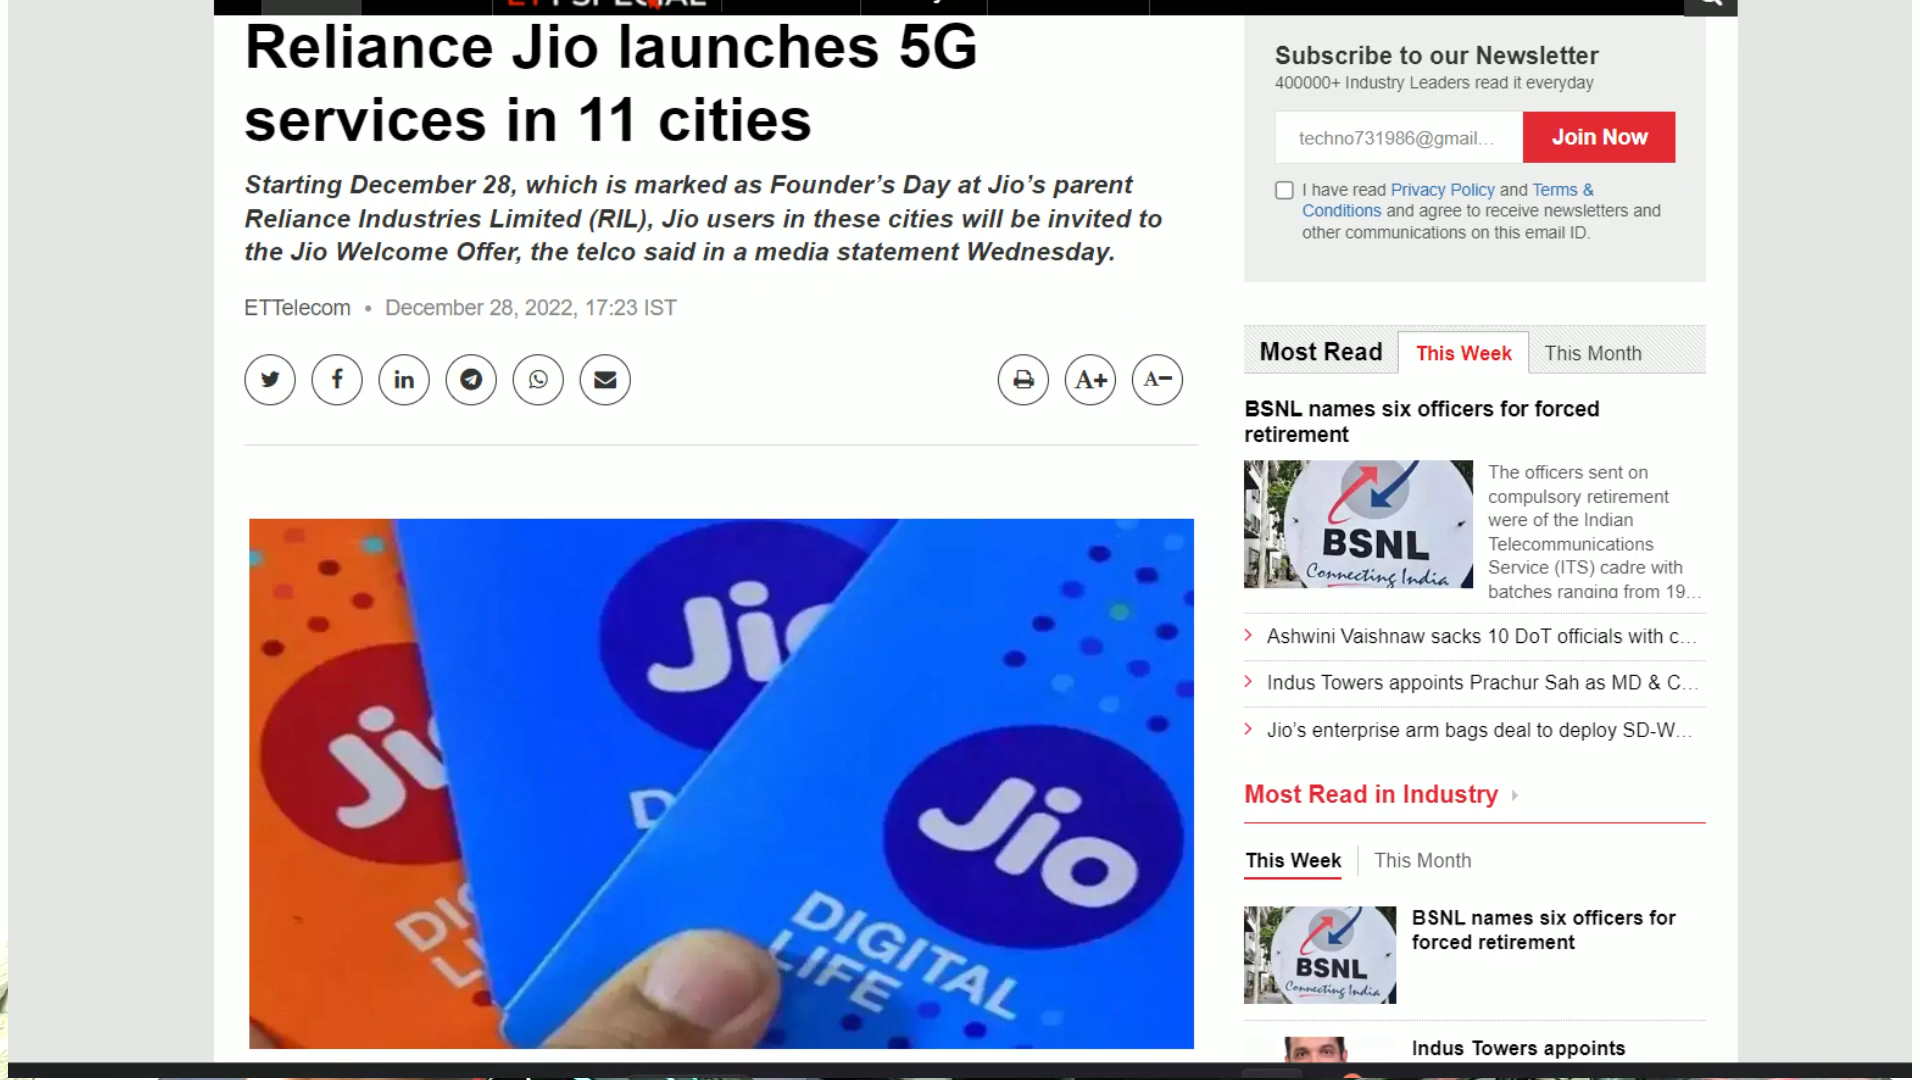 Reliance Jio launches 5G
services in 11 cities
Starting December 28, which is marked as Founder’s Day at Jio’s parent
Reliance Industries Limited (RIL), Jio users in these cities will be invited to
the Jio Welcome Offer, the telco said in a media statement Wednesday.
ETTelecom • December 28, 2022, 17:23 IST
A+
A−
Jio
Jio
Jio
DIGITAL
LIFE
Subscribe to our Newsletter
400000+ Industry Leaders read it everyday
techno731986@gmail...
Join Now
I have read Privacy Policy and Terms &
Conditions and agree to receive newsletters and
other communications on this email ID.
Most Read
This Week
This Month
BSNL names six officers for forced
retirement
BSNL
Connecting India
The officers sent on
compulsory retirement
were of the Indian
Telecommunications
Service (ITS) cadre with
batches ranging from 19...
Ashwini Vaishnaw sacks 10 DoT officials with c...
Indus Towers appoints Prachur Sah as MD & C...
Jio’s enterprise arm bags deal to deploy SD-W...
Most Read in Industry
This Week
This Month
BSNL
Connecting India
BSNL names six officers for
forced retirement
Indus Towers appoints